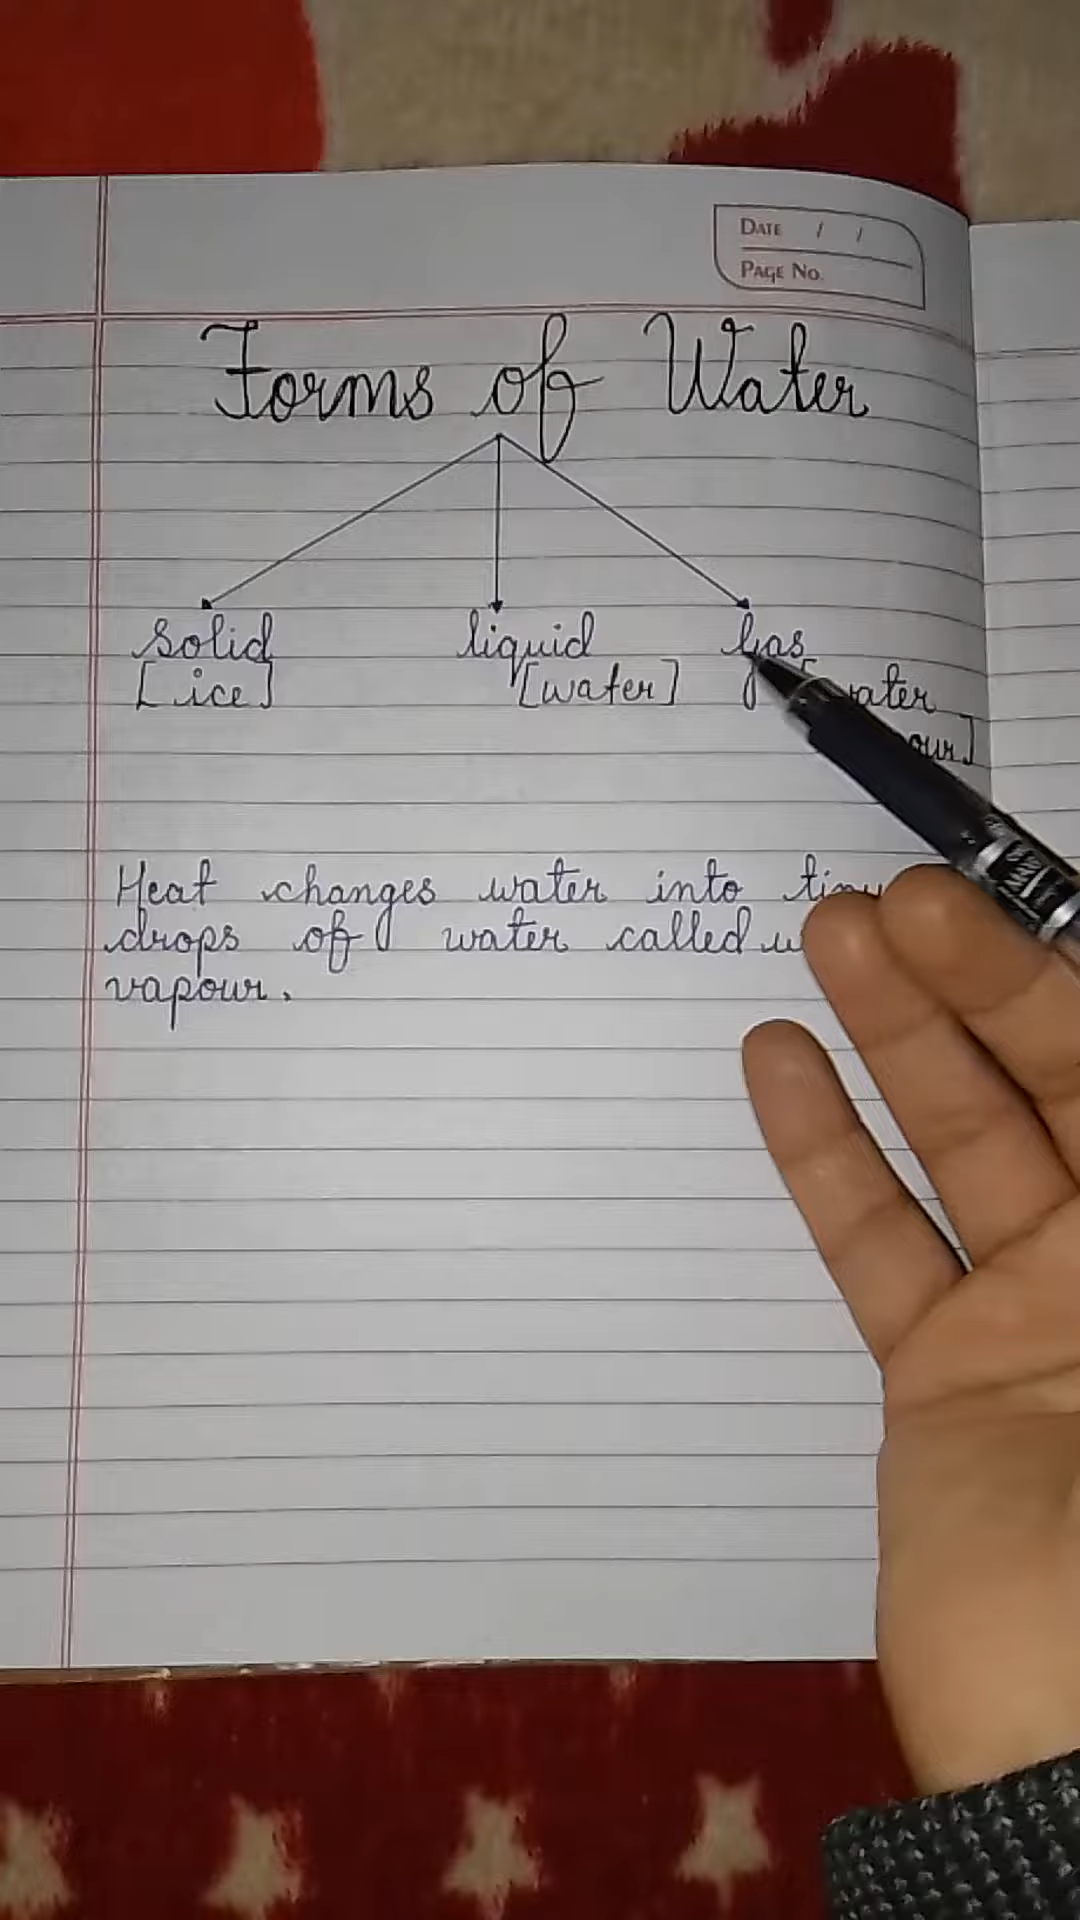 DATE / /
PAGE No.
Forms of Water
solid liquid gas
[ice] [water]
Heat changes water into
drops of water called
vapour.